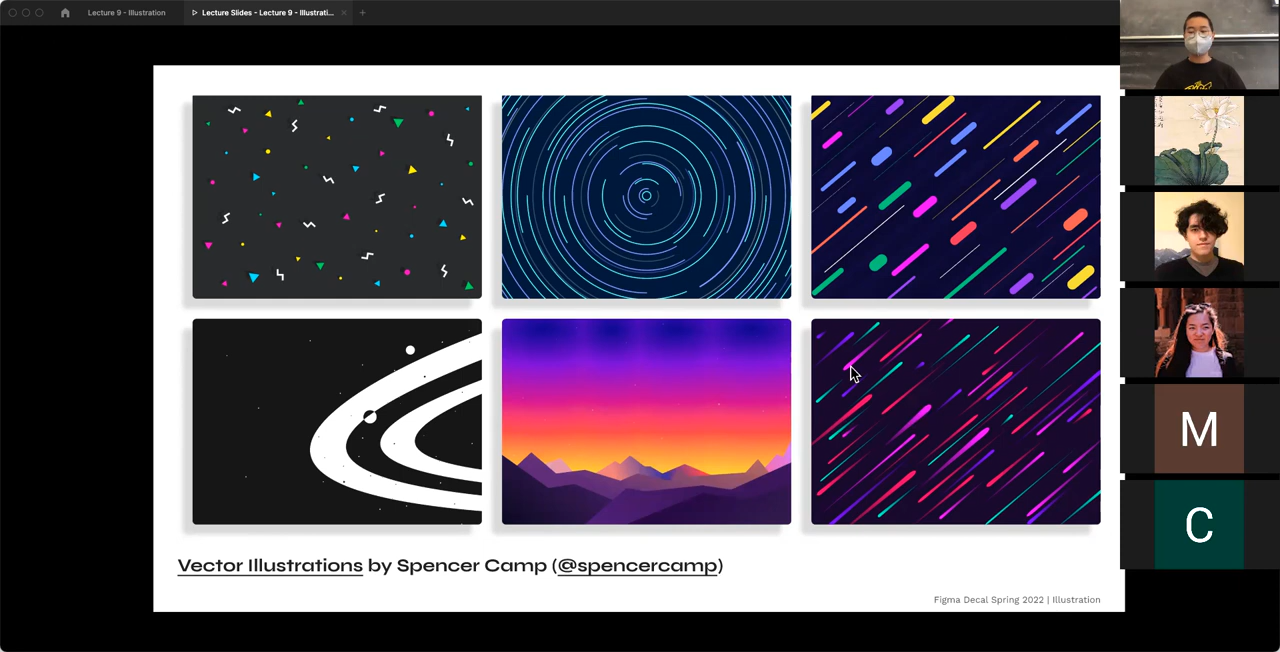 Lecture 9 - Illustration
Lecture Slides - Lecture 9 - Illustrati...
Vector Illustrations by Spencer Camp (@spencercamp)
Figma Decal Spring 2022 | Illustration
M
C